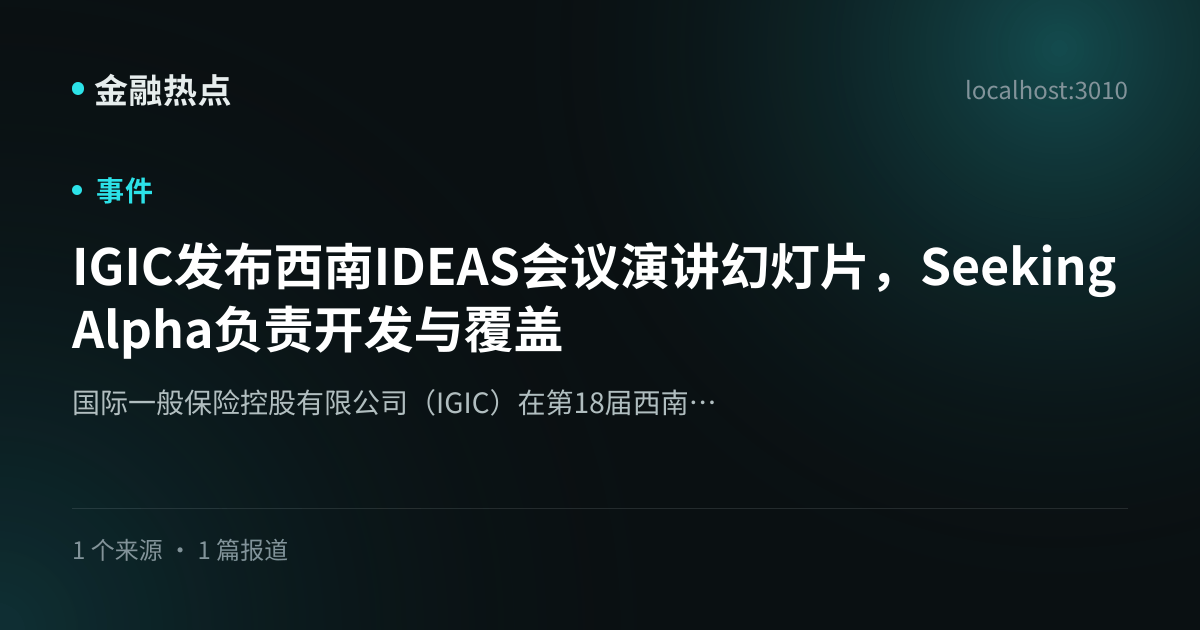 金融热点
localhost:3010
事件
IGIC发布西南IDEAS会议演讲幻灯片，Seeking
Alpha负责开发与覆盖
国际一般保险控股有限公司（IGIC）在第18届西南…
1 个来源 · 1 篇报道